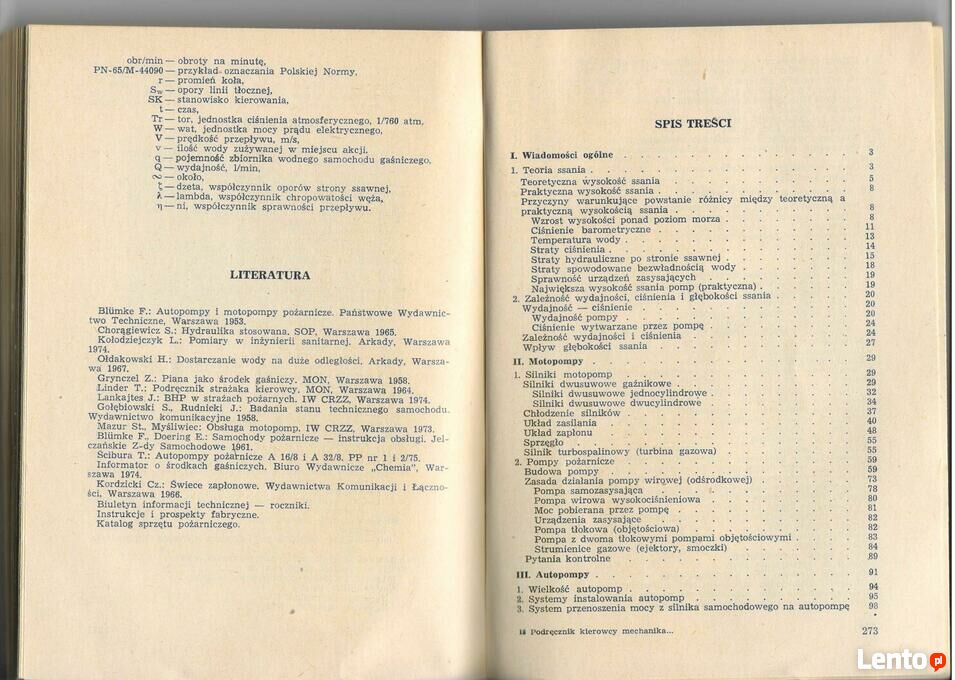 obr/min — obroty na minutę,
PN-65/M-44090 — przykład oznaczania Polskiej Normy,
r — promień koła,
Sw — opory linii tłocznej,
SK — stanowisko kierowania,
t — czas,
Tr — tor, jednostka ciśnienia atmosferycznego, 1/760 atm,
W — wat, jednostka mocy prądu elektrycznego,
V — prędkość przepływu, m/s,
v — ilość wody zużywanej w miejscu akcji.
q — pojemność zbiornika wodnego samochodu gaśniczego.
Q — wydajność, l/min,
∾ — około,
ζ — dzeta, współczynnik oporów strony ssawnej,
λ — lambda, współczynnik chropowatości węża,
η — ni, współczynnik sprawności przepływu.
LITERATURA
Blümke F.: Autopompy i motopompy pożarnicze. Państwowe Wydawnic-
two Techniczne, Warszawa 1953.
Chorągiewicz S.: Hydraulika stosowana. SOP, Warszawa 1965.
Kołodziejczyk L.: Pomiary w inżynierii sanitarnej. Arkady, Warszawa
1974.
Ołdakowski H.: Dostarczanie wody na duże odległości. Arkady, Warsza-
wa 1967.
Grynczel Z.: Piana jako środek gaśniczy. MON, Warszawa 1958.
Linder T.: Podręcznik strażaka kierowcy. MON, Warszawa 1964.
Lankajtes J.: BHP w strażach pożarnych. IW CRZZ, Warszawa 1974.
Gołębiowski S., Rudnicki J.: Badania stanu technicznego samochodu.
Wydawnictwo komunikacyjne 1958.
Mazur St., Myśliwiec: Obsługa motopomp. IW CRZZ, Warszawa 1973.
Blümke F., Doering E.: Samochody pożarnicze — instrukcja obsługi. Jel-
czańskie Z-dy Samochodowe 1961.
Ścibura T.: Autopompy pożarnicze A 16/8 i A 32/8. PP nr 1 i 2/75.
Informator o środkach gaśniczych. Biuro Wydawnicze „Chemia”, War-
szawa 1974.
Kordzicki Cz.: Świece zapłonowe. Wydawnictwa Komunikacji i Łączno-
ści, Warszawa 1966.
Biuletyn informacji technicznej — roczniki.
Instrukcje i prospekty fabryczne.
Katalog sprzętu pożarniczego.
SPIS TREŚCI
I. Wiadomości ogólne . . . 3
1. Teoria ssania . . . 3
Teoretyczna wysokość ssania . . . 5
Praktyczna wysokość ssania . . . 8
Przyczyny warunkujące powstanie różnicy między teoretyczną a
praktyczną wysokością ssania . . . 8
Wzrost wysokości ponad poziom morza . . . 8
Ciśnienie barometryczne . . . 11
Temperatura wody . . . 13
Straty ciśnienia . . . 14
Straty hydrauliczne po stronie ssawnej . . . 15
Straty spowodowane bezwładnością wody . . . 18
Sprawność urządzeń zasysających . . . 19
Największa wysokość ssania pomp (praktyczna) . . . 19
2. Zależność wydajności, ciśnienia i głębokości ssania . . . 20
Wydajność — ciśnienie . . . 20
Wydajność pompy . . . 20
Ciśnienie wytwarzane przez pompę . . . 24
Zależność wydajności i ciśnienia . . . 24
Wpływ głębokości ssania . . . 27
II. Motopompy . . . 29
1. Silniki motopomp . . . 29
Silniki dwusuwowe gaźnikowe . . . 29
Silniki dwusuwowe jednocylindrowe . . . 32
Silniki dwusuwowe dwucylindrowe . . . 34
Chłodzenie silników . . . 37
Układ zasilania . . . 40
Układ zapłonu . . . 48
Sprzęgło . . . 55
Silnik turbospalinowy (turbina gazowa) . . . 55
2. Pompy pożarnicze . . . 59
Budowa pompy . . . 59
Zasada działania pompy wirowej (odśrodkowej) . . . 73
Pompa samozasysająca . . . 78
Pompa wirowa wysokociśnieniowa . . . 80
Moc pobierana przez pompę . . . 81
Urządzenia zasysające . . . 82
Pompa tłokowa (objętościowa) . . . 82
Pompa z dwoma tłokowymi pompami objętościowymi . . . 83
Strumienice gazowe (ejektory, smoczki) . . . 84
Pytania kontrolne . . . 89
III. Autopompy . . . 91
1. Wielkość autopomp . . . 94
2. Systemy instalowania autopomp . . . 95
3. System przenoszenia mocy z silnika samochodowego na autopompę 98
18 Podręcznik kierowcy mechanika... 273
Lento pl